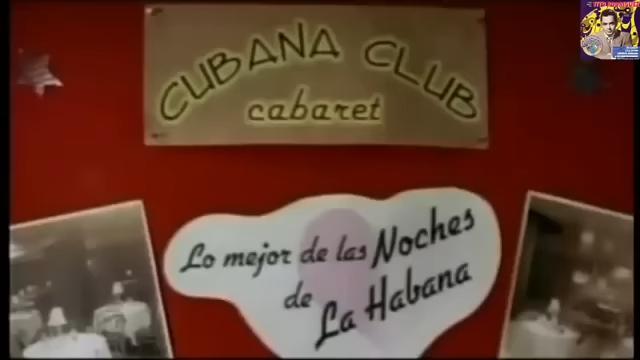 CUBANA CLUB
cabaret
Lo mejor de las Noches
de La Habana